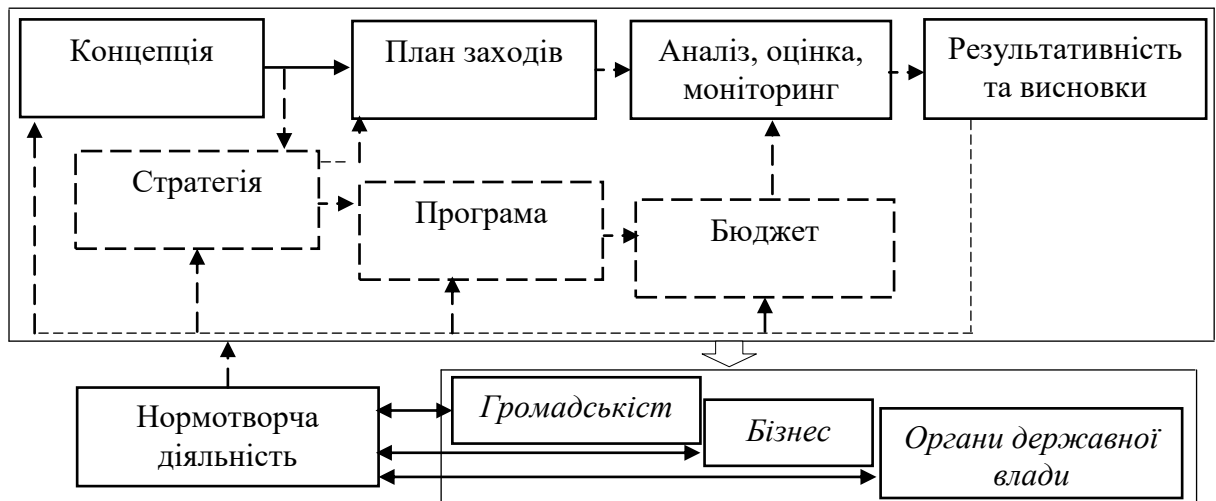 Концепція
План заходів
Аналіз, оцінка,
моніторинг
Результативність
та висновки
Стратегія
Програма
Бюджет
Нормотворча
діяльність
Громадськіст
Бізнес
Органи державної
влади